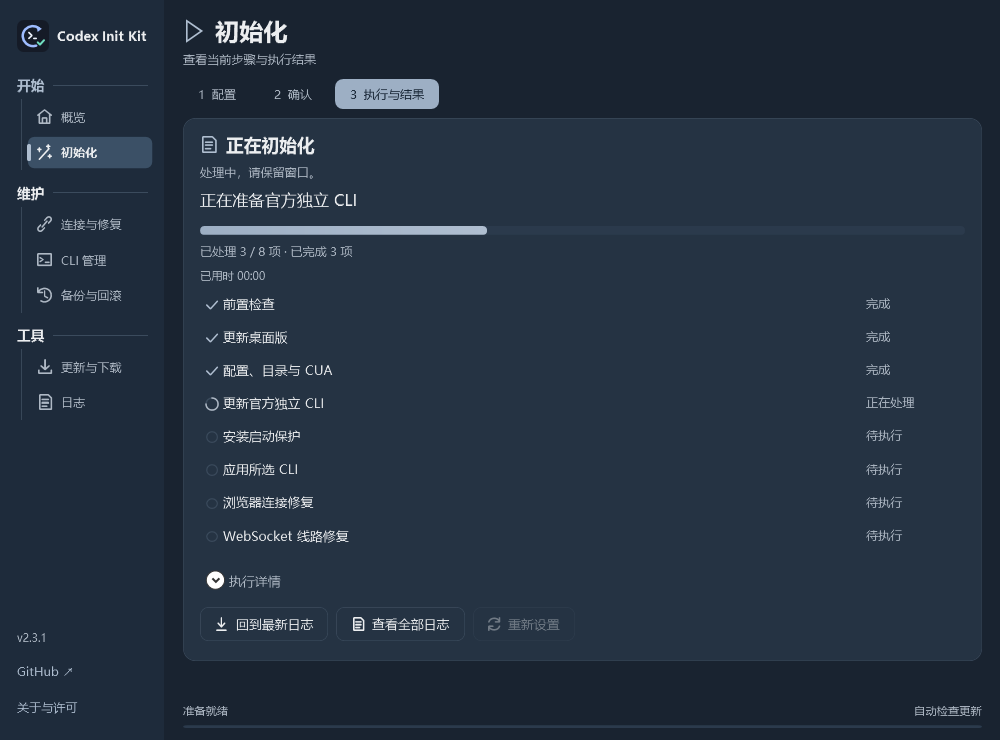 Codex Init Kit
开始
概览
初始化
维护
连接与修复
CLI 管理
备份与回滚
工具
更新与下载
日志
v2.3.1
GitHub ↗
关于与许可
初始化
查看当前步骤与执行结果
1 配置 2 确认 3 执行与结果
正在初始化
处理中，请保留窗口。
正在准备官方独立 CLI
已处理 3 / 8 项 · 已完成 3 项
已用时 00:00
前置检查 完成
更新桌面版 完成
配置、目录与 CUA 完成
更新官方独立 CLI 正在处理
安装启动保护 待执行
应用所选 CLI 待执行
浏览器连接修复 待执行
WebSocket 线路修复 待执行
执行详情
回到最新日志 查看全部日志 重新设置
准备就绪 自动检查更新